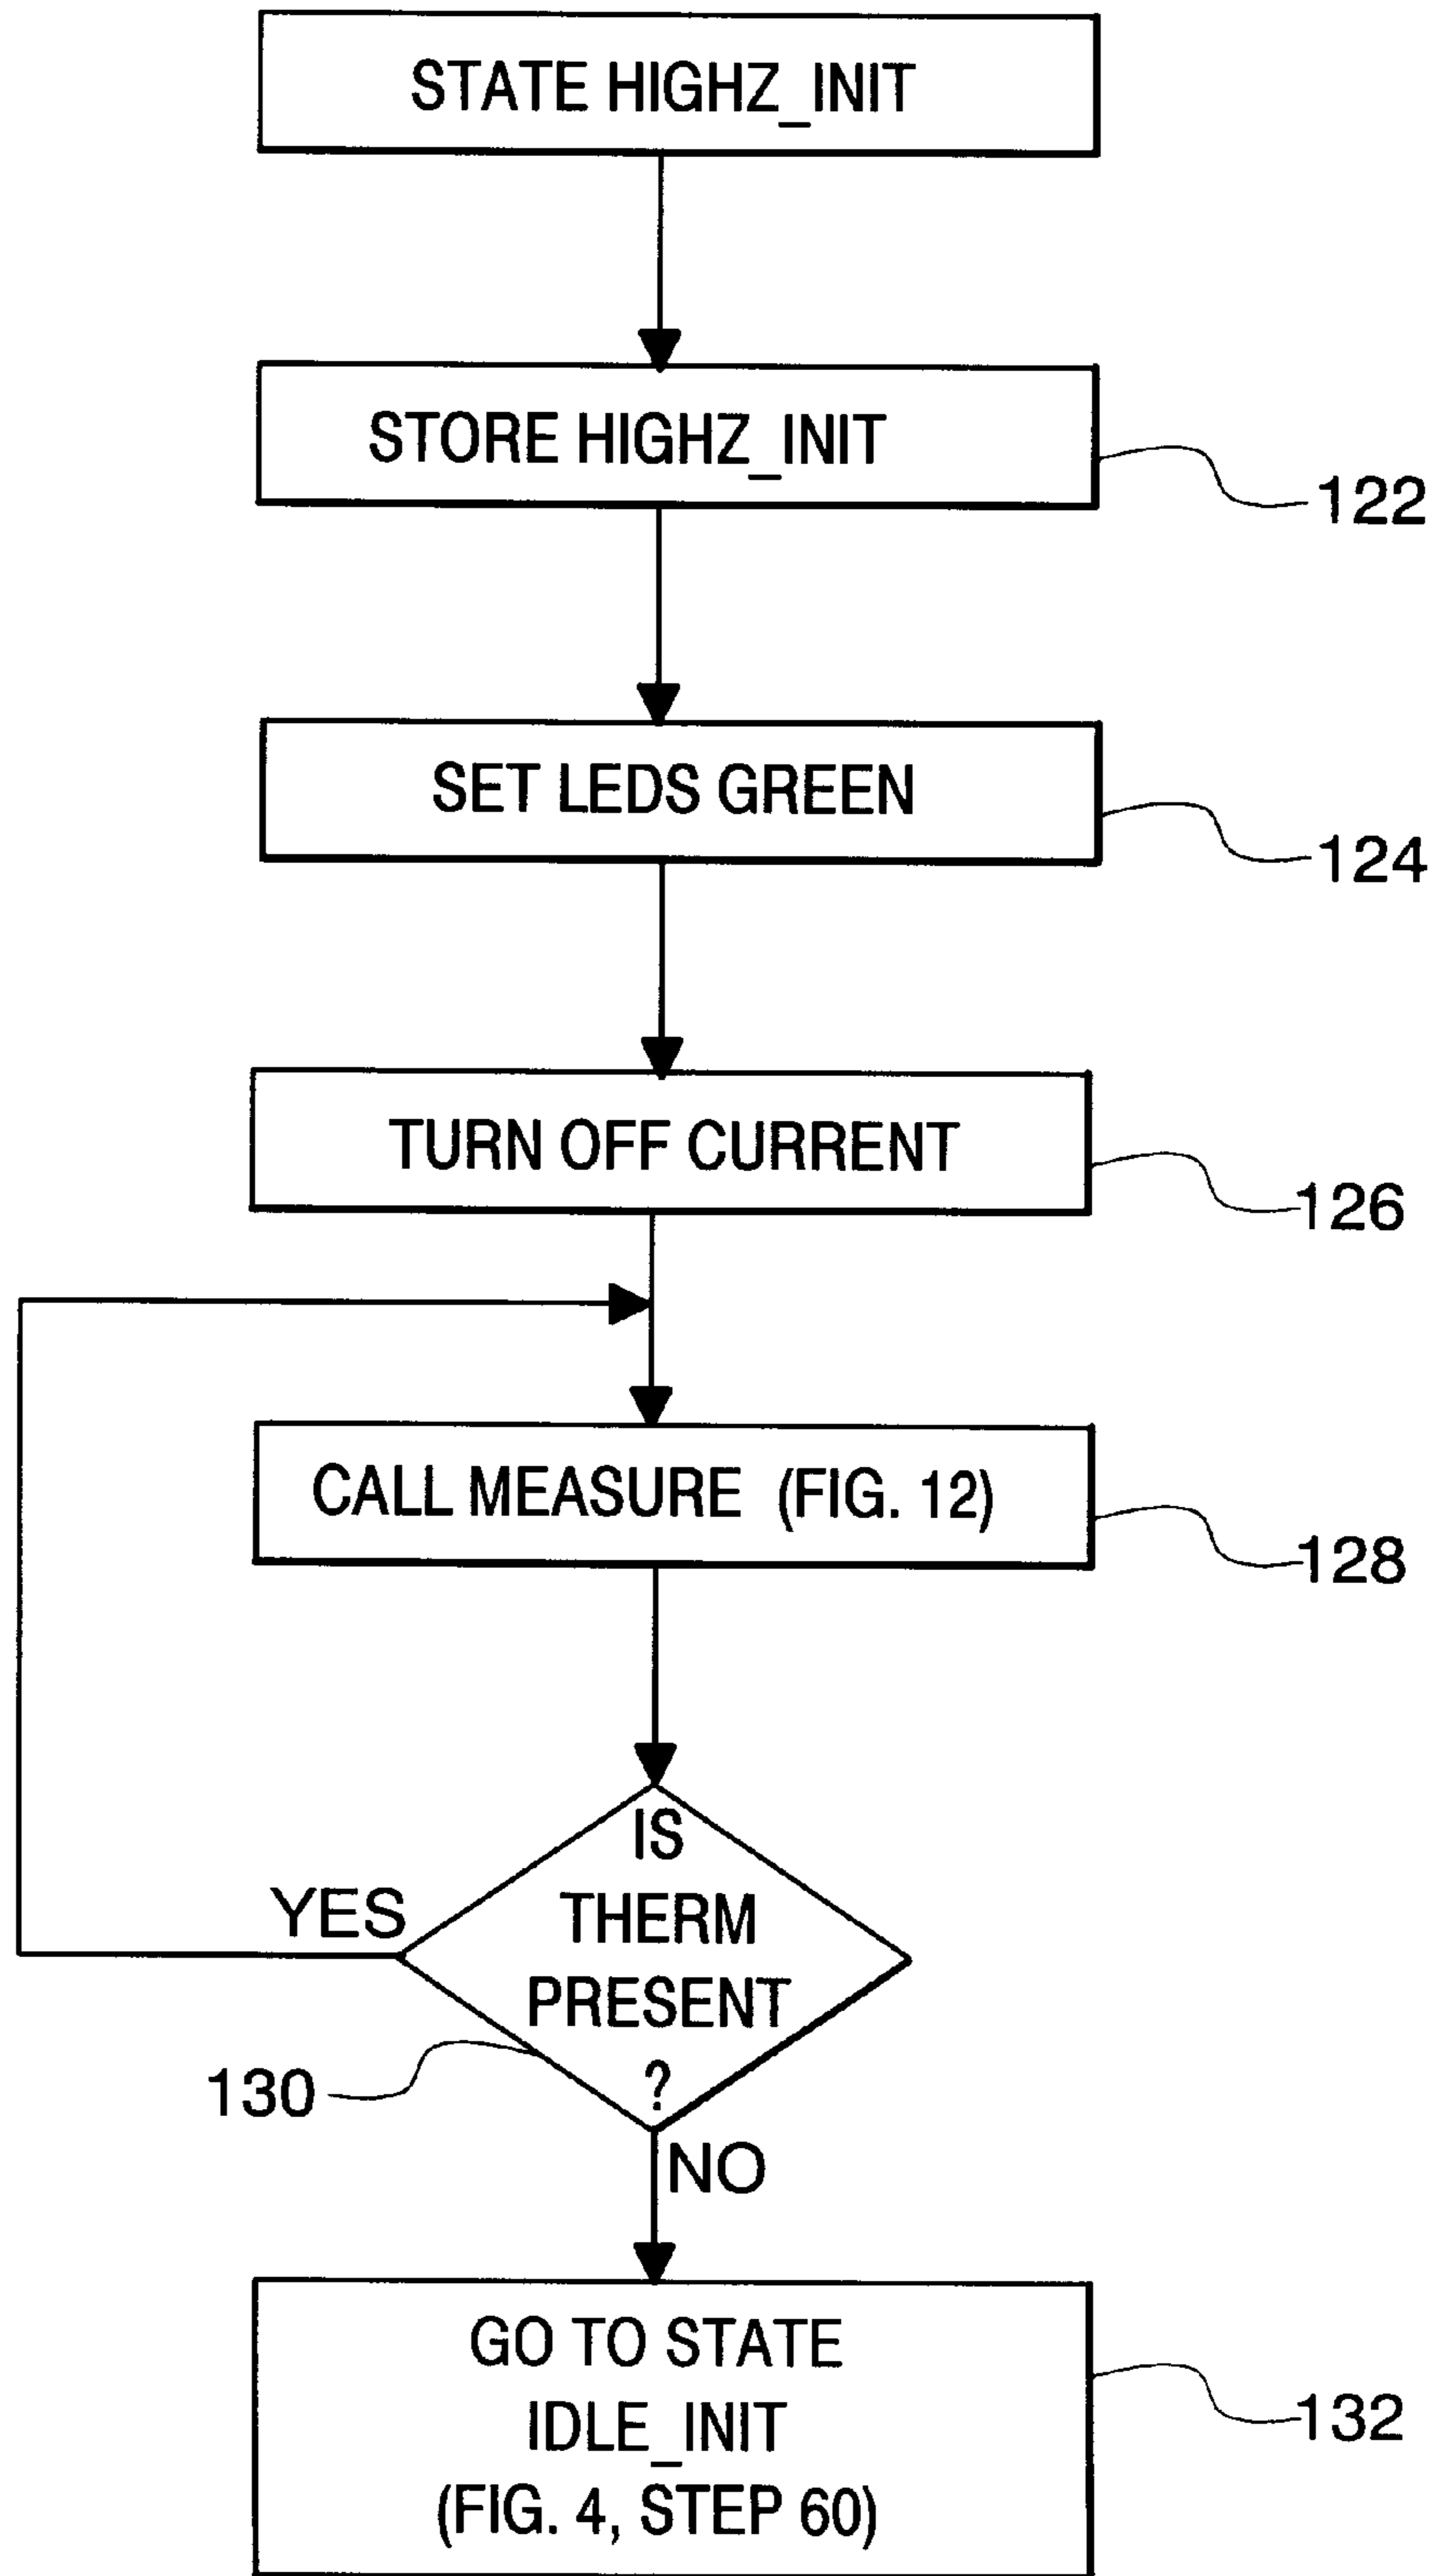 STATE HIGHZ_INIT
STORE HIGHZ_INIT
122
SET LEDS GREEN
124
TURN OFF CURRENT
126
CALL MEASURE (FIG. 12)
128
IS
THERM
PRESENT
?
YES
130
NO
GO TO STATE
IDLE_INIT
(FIG. 4, STEP 60)
132